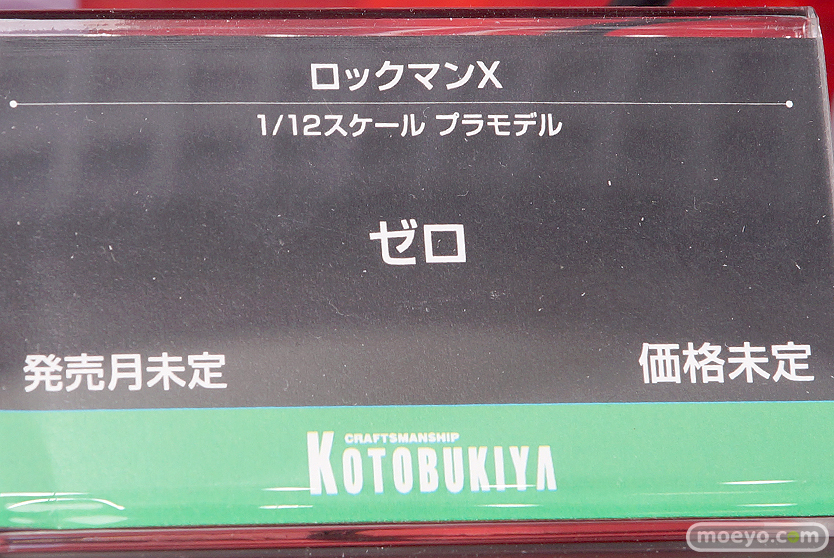 ロックマンX
1/12スケール プラモデル
ゼロ
発売月未定
価格未定
CRAFTSMANSHIP
KOTOBUKIYA
moeyo.com